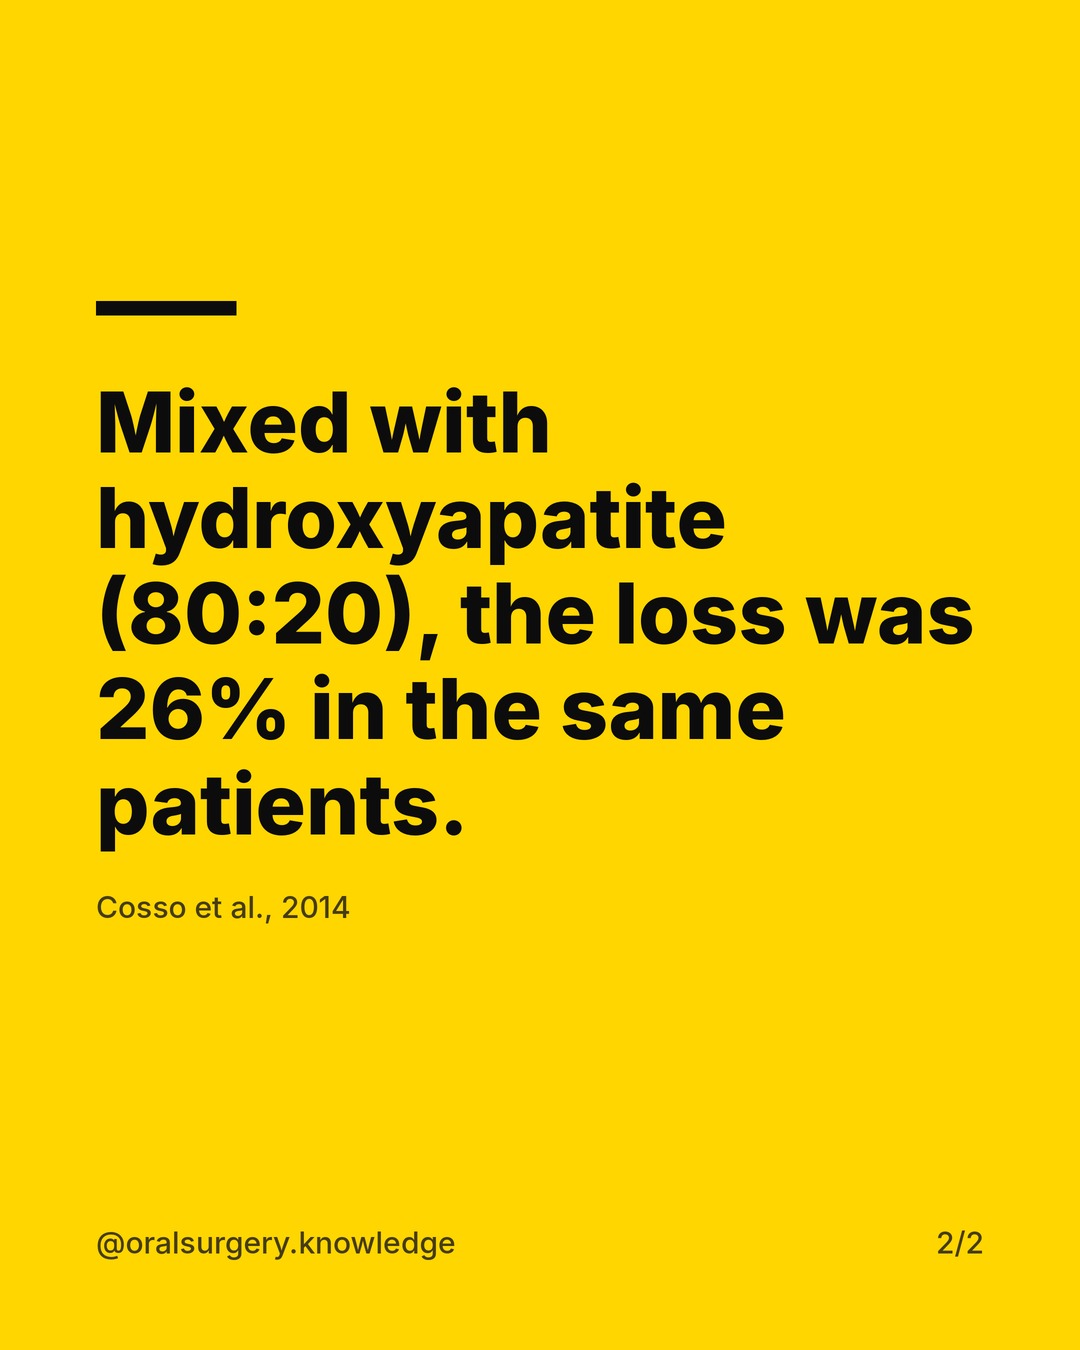 Mixed with
hydroxyapatite
(80:20), the loss was
26% in the same
patients.
Cosso et al., 2014
@oralsurgery.knowledge
2/2